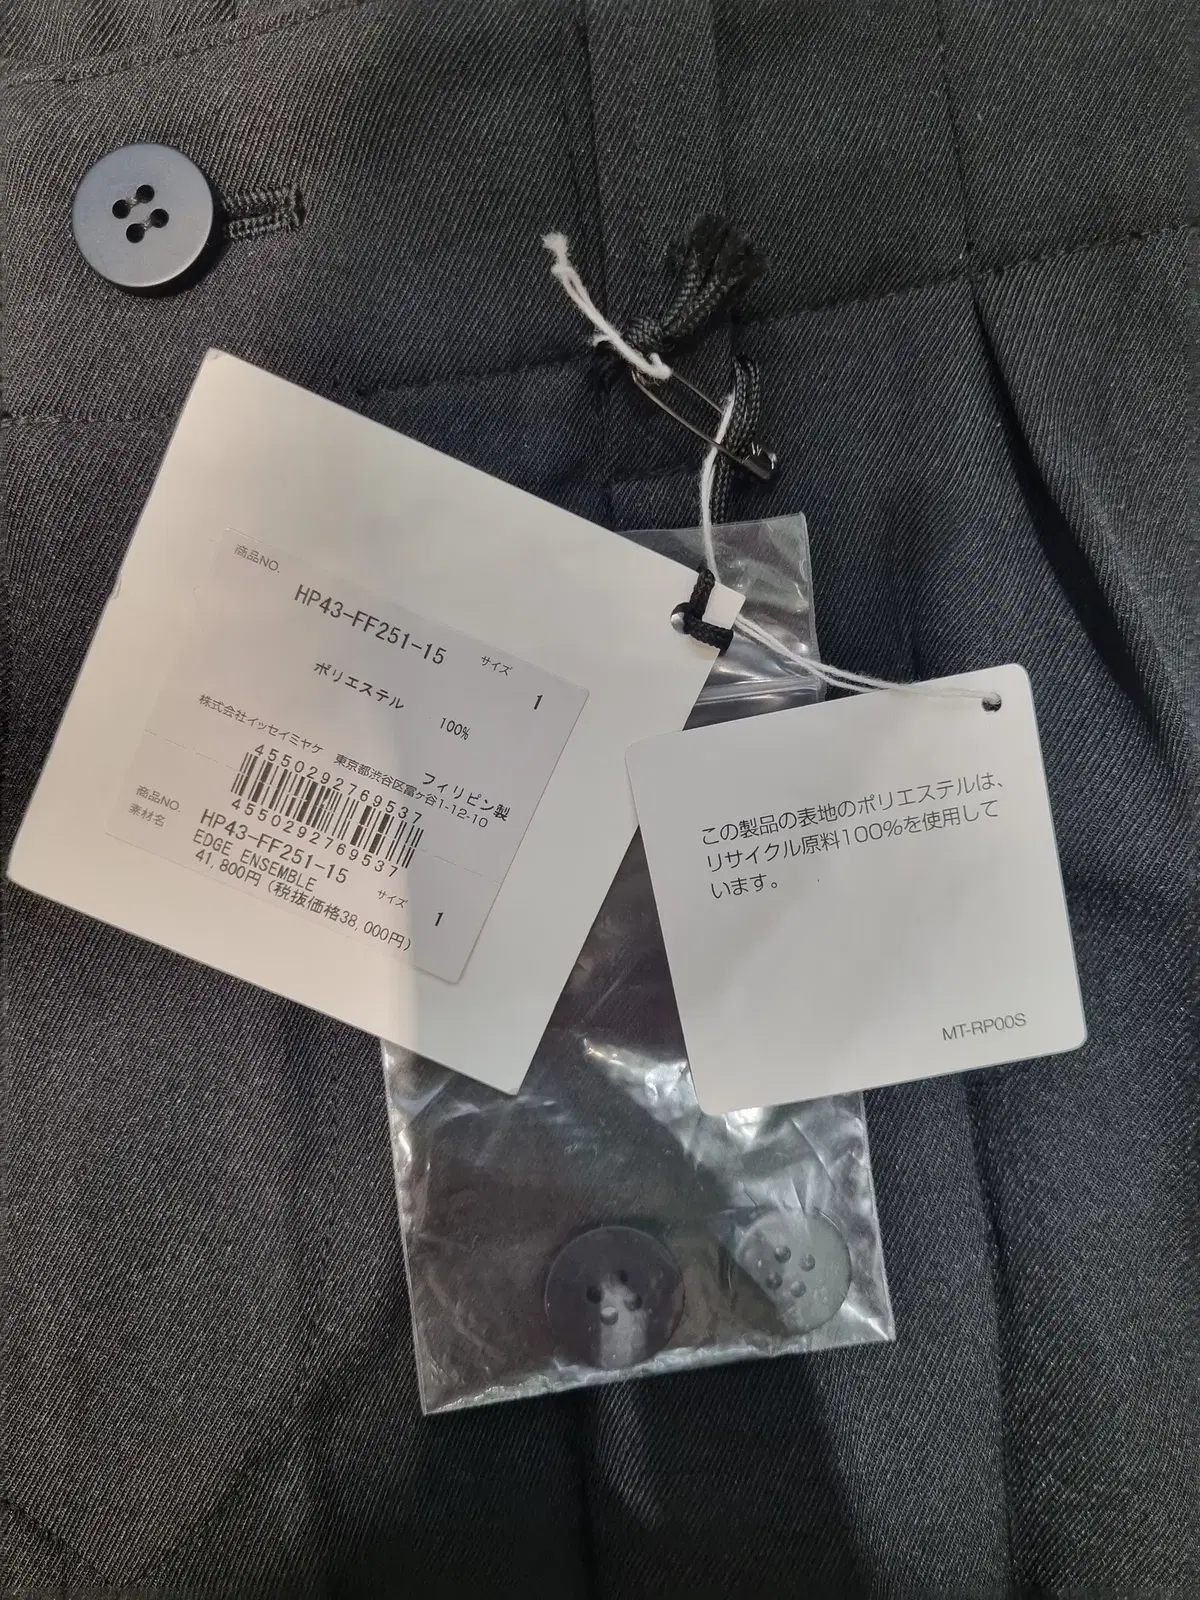 商品NO.
HP43-FF251-15
サイズ
1
ポリエステル
100%
株式会社イッセイミヤケ 東京都渋谷区富ヶ谷1-12-10
フィリピン製
4550292769537
4550292769537
商品NO.
HP43-FF251-15
サイズ
1
素材名
EDGE ENSEMBLE
41,800円(税抜価格38,000円)
この製品の表地のポリエステルは、
リサイクル原料100%を使用して
います。
MT-RP00S